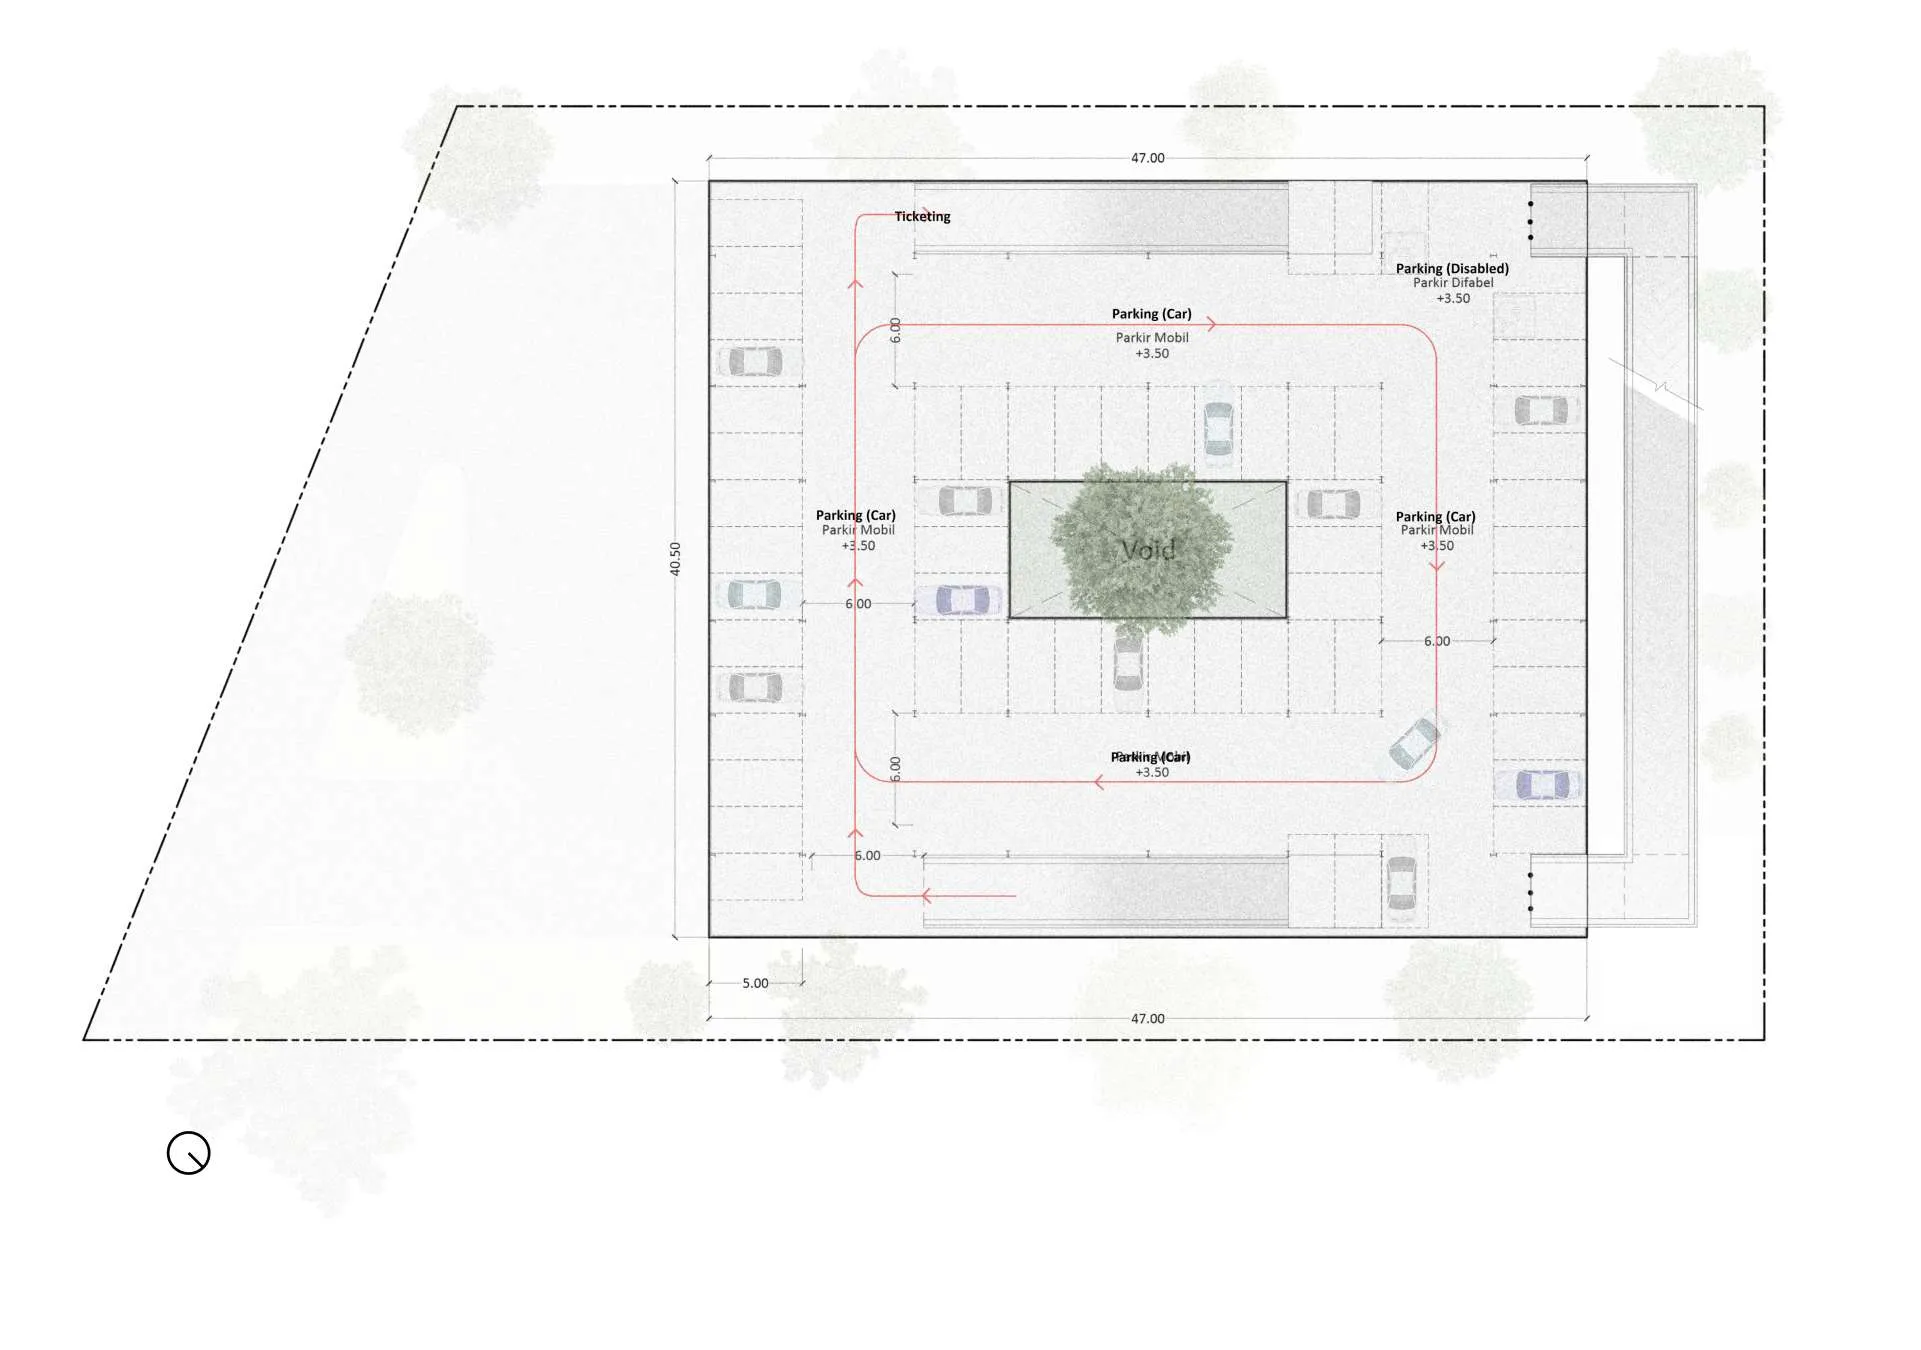 47.00
Ticketing
Parking (Disabled)
Parkir Difabel
+3.50
Parking (Car)
Parkir Mobil
+3.50
6.00
Parking (Car)
Parkir Mobil
+3.50
Void
Parking (Car)
Parkir Mobil
+3.50
40.50
6.00
6.00
Parking (Car)
Parkir Mobil
+3.50
6.00
6.00
5.00
47.00